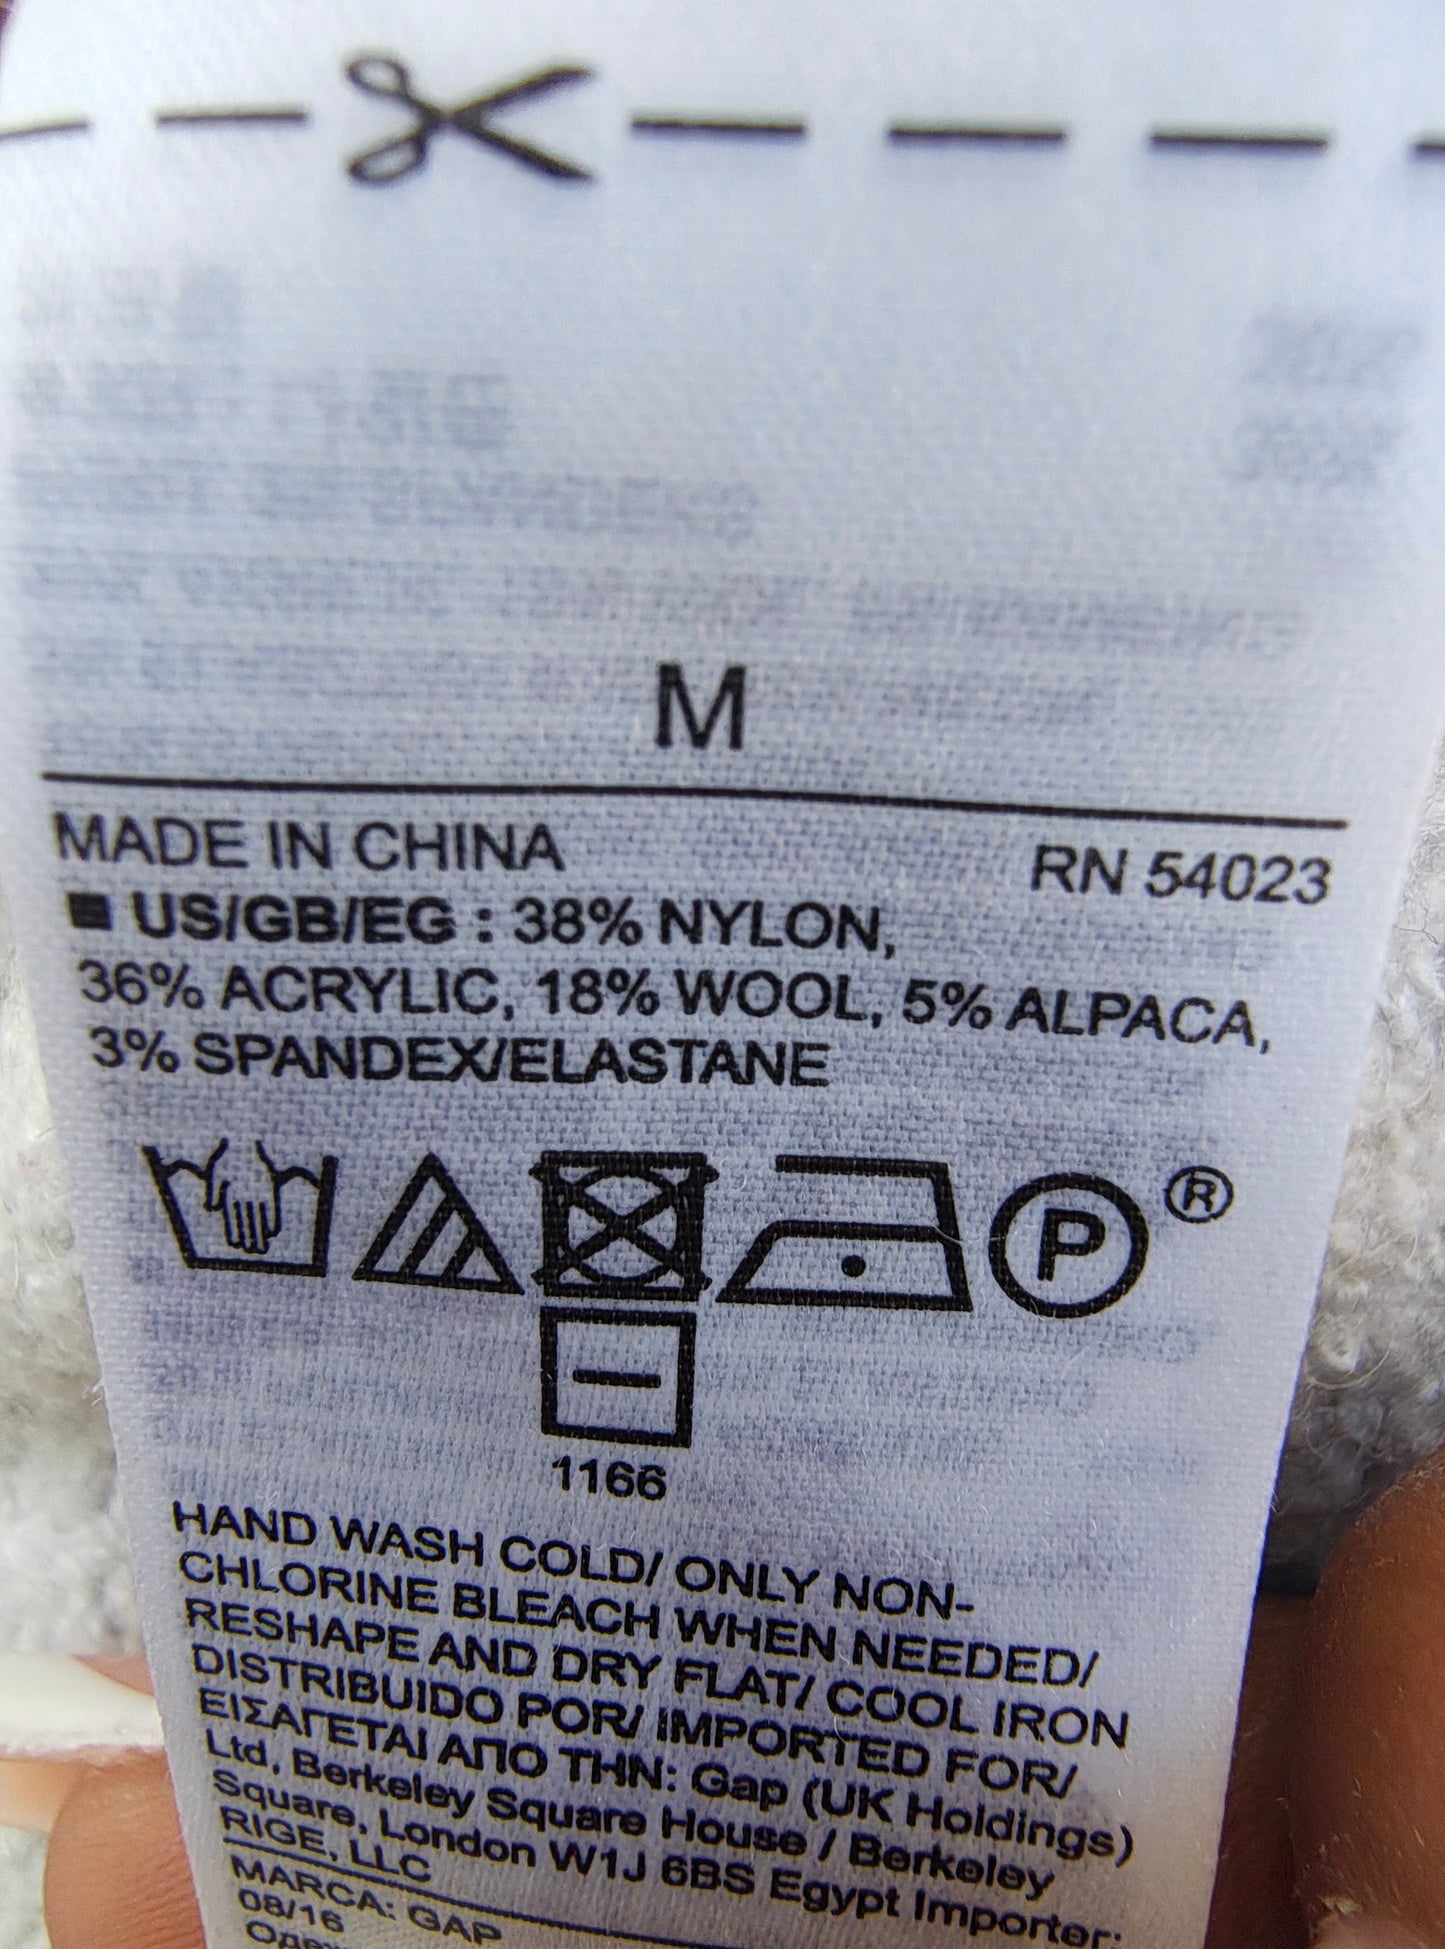 M
MADE IN CHINA RN 54023
US/GB/EG : 38% NYLON,
36% ACRYLIC, 18% WOOL, 5% ALPACA,
3% SPANDEX/ELASTANE
P ®
1166
HAND WASH COLD/ ONLY NON-
CHLORINE BLEACH WHEN NEEDED/
RESHAPE AND DRY FLAT/ COOL IRON
DISTRIBUIDO POR/ IMPORTED FOR/
ΕΙΣΑΓΕΤΑΙ ΑΠΟ ΤΗΝ: Gap (UK Holdings)
Ltd, Berkeley Square House / Berkeley
Square, London W1J 6BS Egypt Importer:
RIGE, LLC
MARCA: GAP
08/16